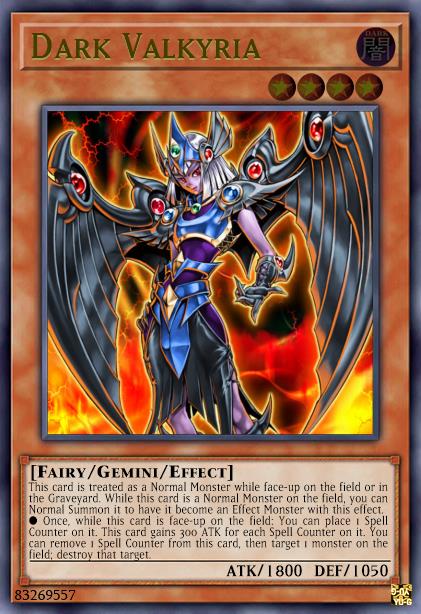 DARK VALKYRIA
DARK
闇
[FAIRY/GEMINI/EFFECT]
This card is treated as a Normal Monster while face-up on the field or in
the Graveyard. While this card is a Normal Monster on the field, you can
Normal Summon it to have it become an Effect Monster with this effect.
● Once, while this card is face-up on the field: You can place 1 Spell
Counter on it. This card gains 300 ATK for each Spell Counter on it. You
can remove 1 Spell Counter from this card, then target 1 monster on the
field; destroy that target.
ATK/1800 DEF/1050
83269557